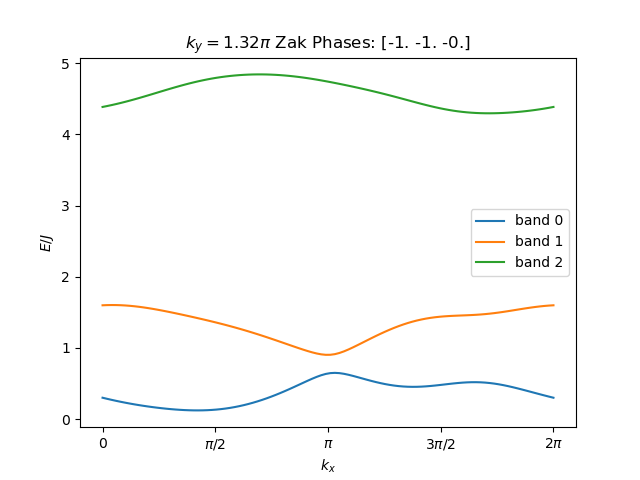 k_y = 1.32π Zak Phases: [-1. -1. -0.]
5
4
3
2
1
0
E/J
band 0
band 1
band 2
0
π/2
π
3π/2
2π
k_x